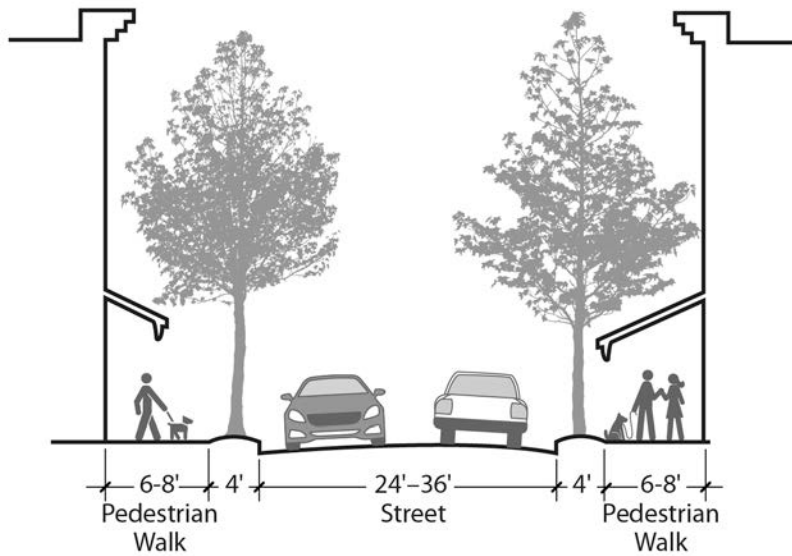 6-8' 4' 24'–36' 4' 6-8'
Pedestrian Street Pedestrian
Walk Walk